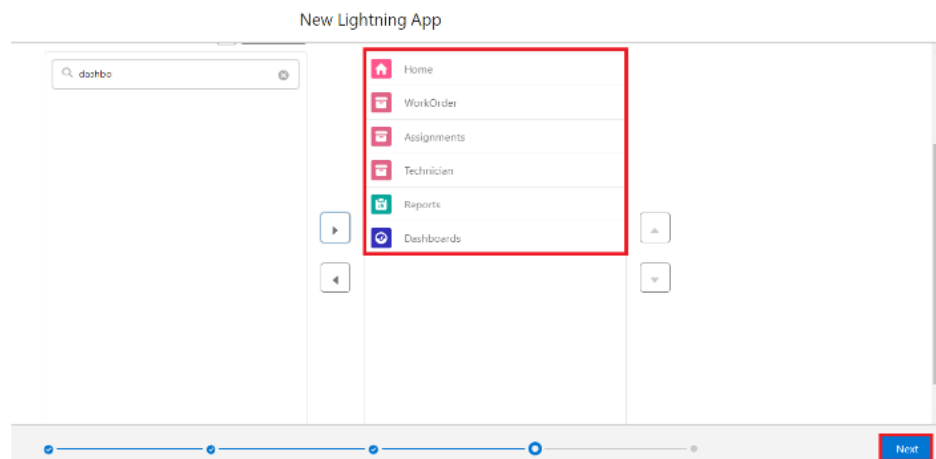 New Lightning App
dashbo
Home
WorkOrder
Assignments
Technician
Reports
Dashboards
Next